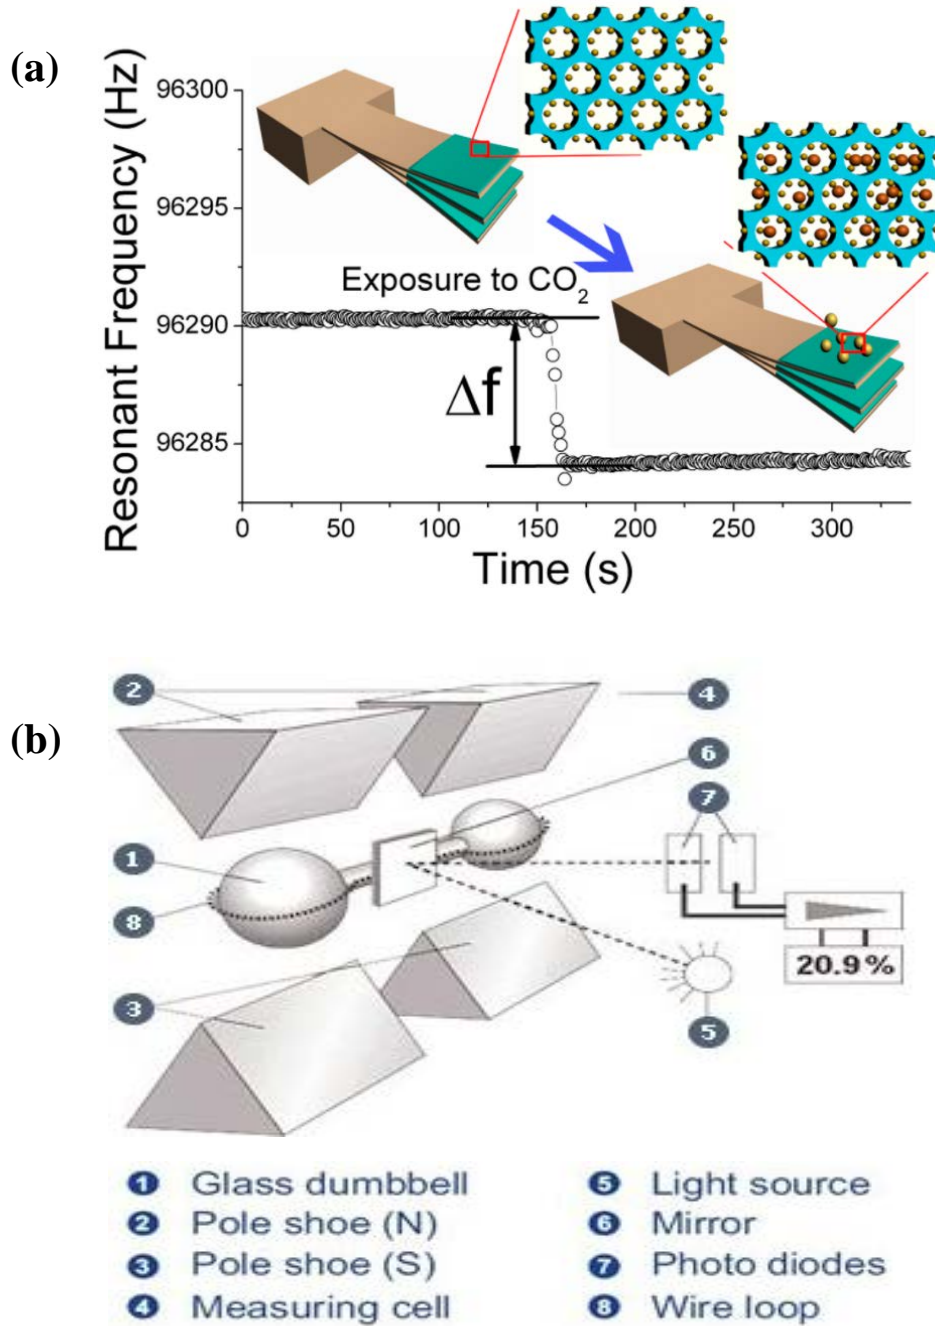 (a)
Resonant Frequency (Hz)
96300
96295
96290
96285
Exposure to CO2
Δf
0 50 100 150 200 250 300
Time (s)
(b)
2
4
6
7
1
8
20.9%
3
5
1 Glass dumbbell
2 Pole shoe (N)
3 Pole shoe (S)
4 Measuring cell
5 Light source
6 Mirror
7 Photo diodes
8 Wire loop